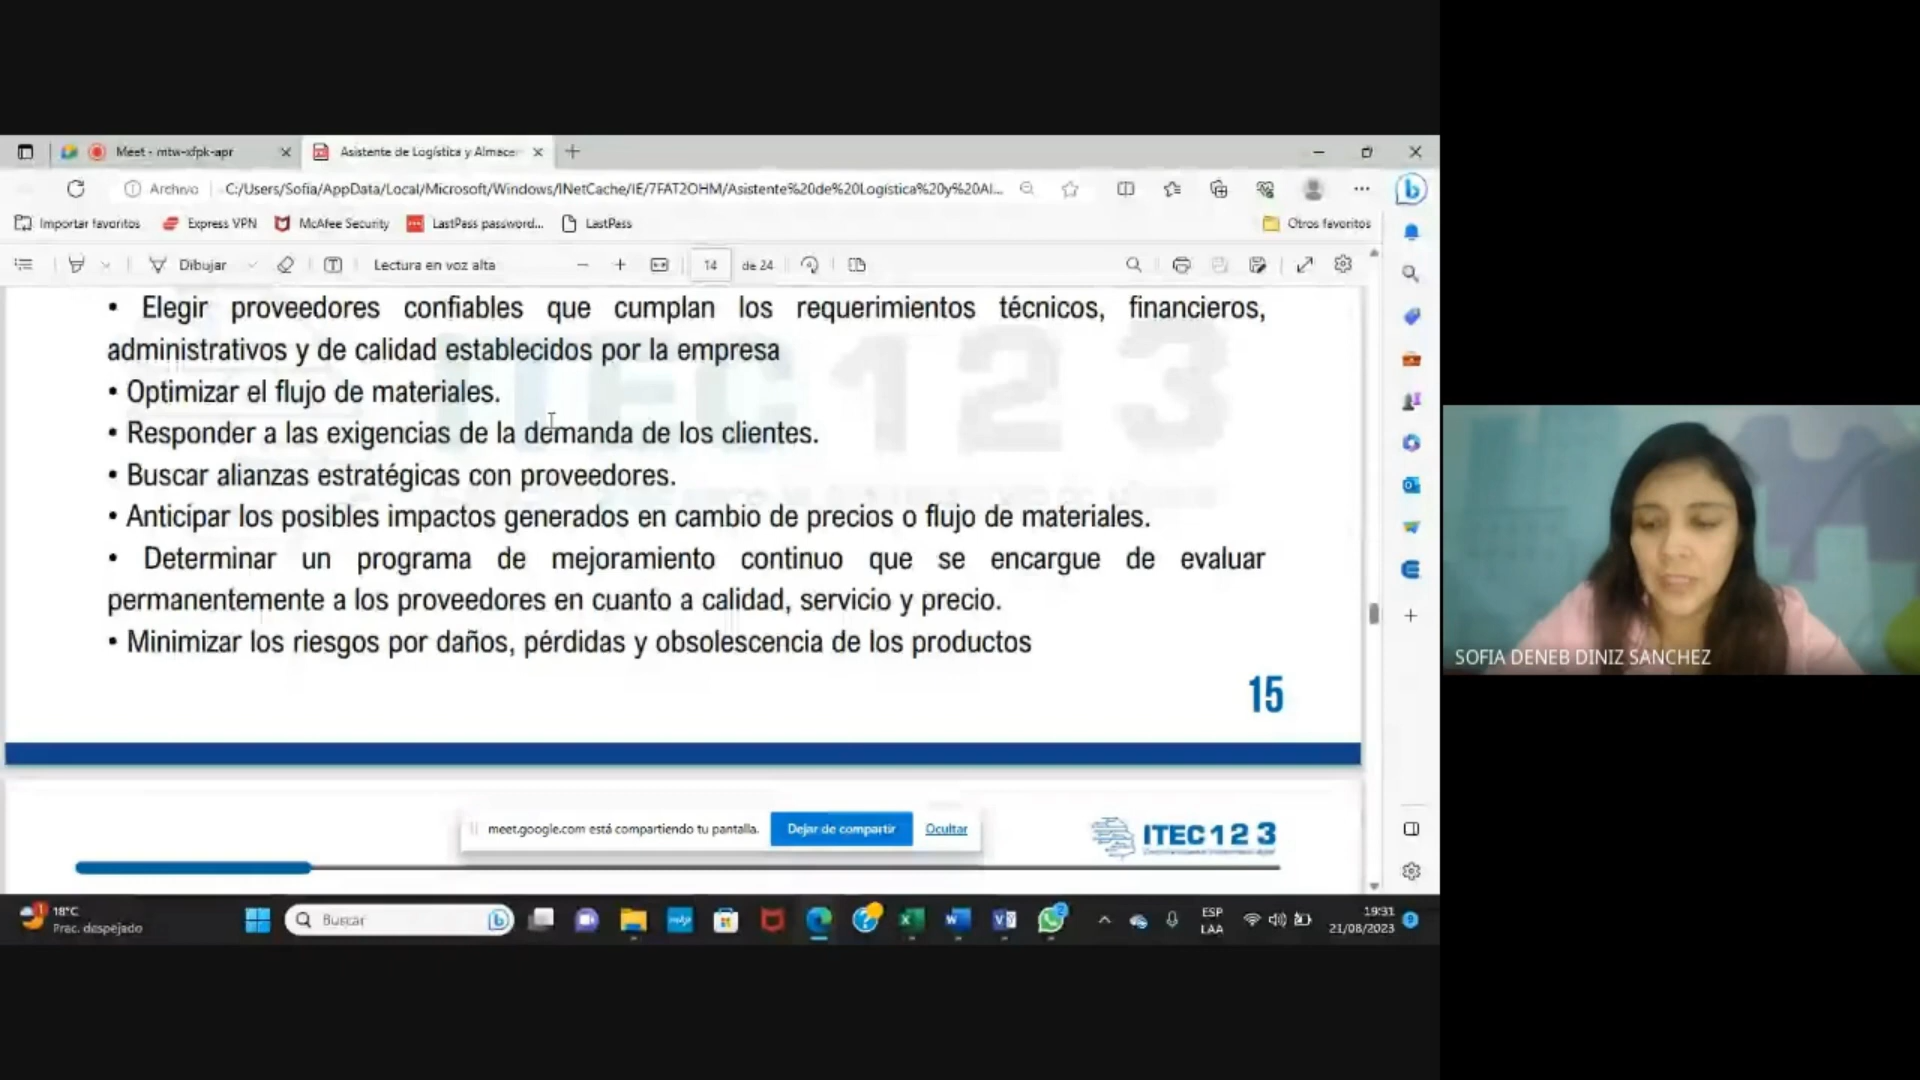 Meet - mtw-xfpk-apr
Asistente de Logística y Almace
Archivo
C:/Users/Sofia/AppData/Local/Microsoft/Windows/INetCache/IE/7FAT2OHM/Asistente%20de%20Logística%20y%20Al...
Importar favoritos
Express VPN
McAfee Security
LastPass password...
LastPass
Otros favoritos
Dibujar
Lectura en voz alta
14
de 24
• Elegir proveedores confiables que cumplan los requerimientos técnicos, financieros,
administrativos y de calidad establecidos por la empresa
• Optimizar el flujo de materiales.
• Responder a las exigencias de la demanda de los clientes.
• Buscar alianzas estratégicas con proveedores.
• Anticipar los posibles impactos generados en cambio de precios o flujo de materiales.
• Determinar un programa de mejoramiento continuo que se encargue de evaluar
permanentemente a los proveedores en cuanto a calidad, servicio y precio.
• Minimizar los riesgos por daños, pérdidas y obsolescencia de los productos
ITEC 1 2 3
15
meet.google.com está compartiendo tu pantalla.
Dejar de compartir
Ocultar
ITEC 1 2 3
SOFIA DENEB DINIZ SANCHEZ
18°C
Prac. despejado
Buscar
ESP
LAA
19:31
21/08/2023